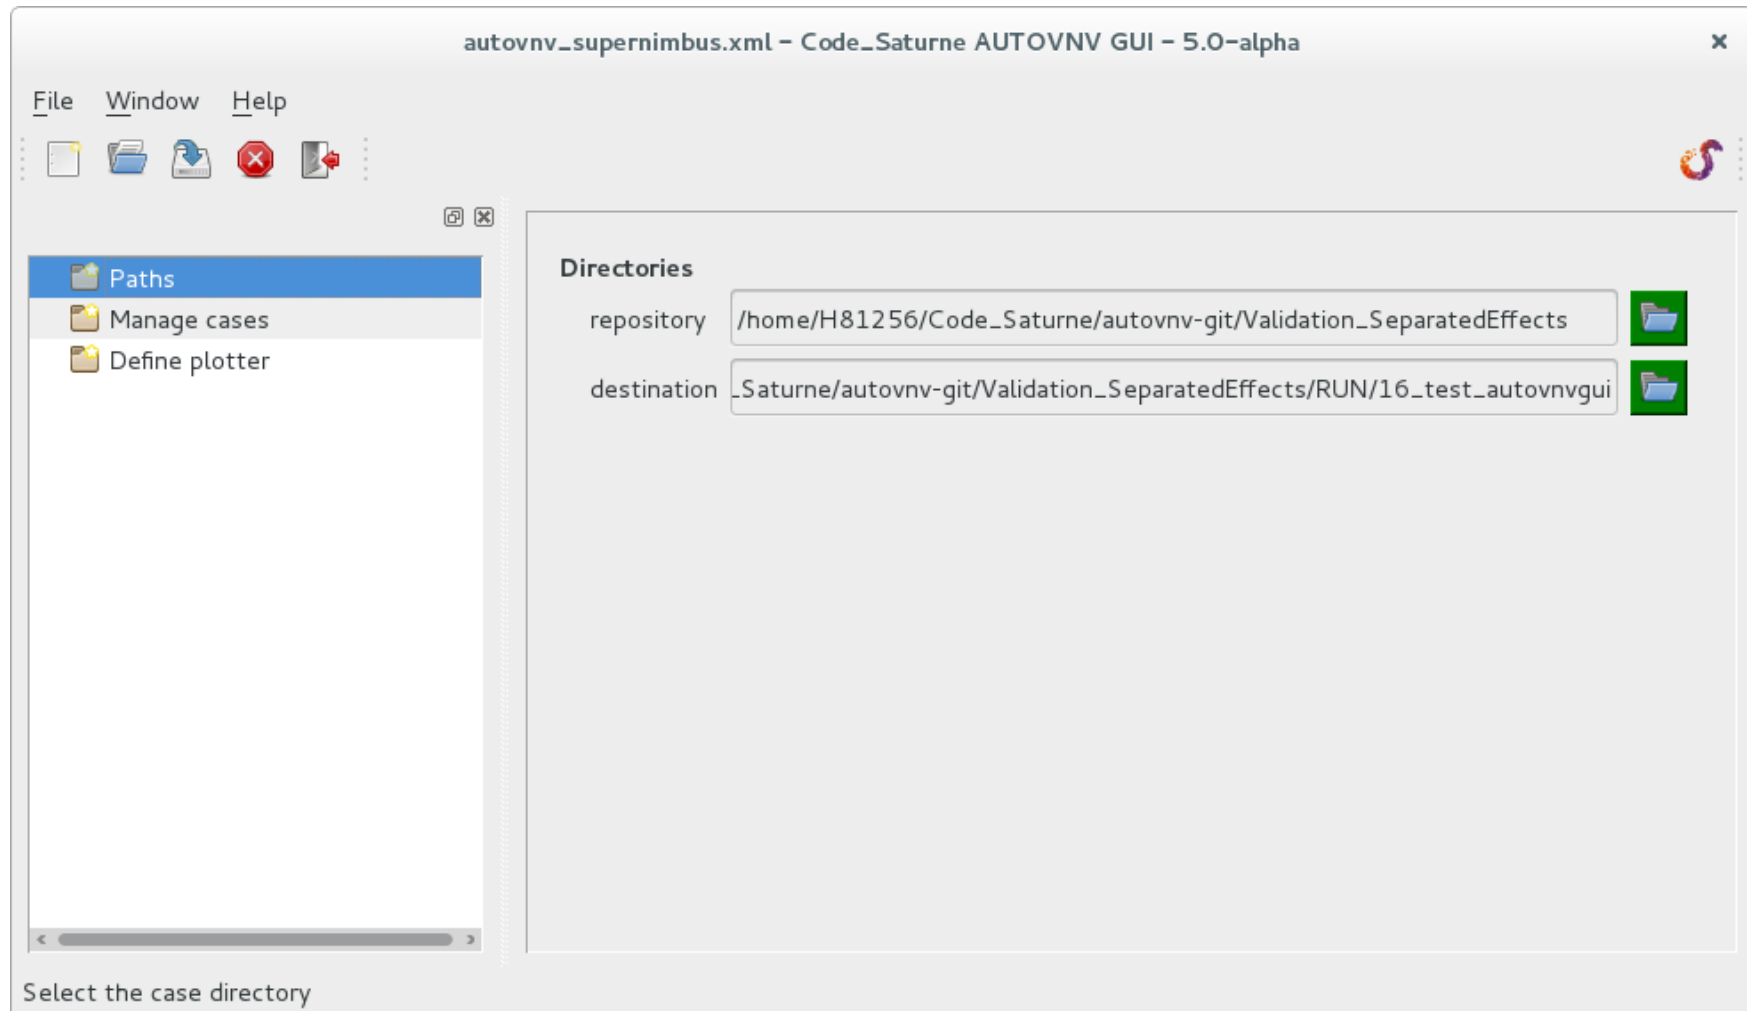 autovnv_supernimbus.xml – Code_Saturne AUTOVNV GUI – 5.0-alpha
File Window Help
Paths
Manage cases
Define plotter
Directories
repository /home/H81256/Code_Saturne/autovnv-git/Validation_SeparatedEffects
destination _Saturne/autovnv-git/Validation_SeparatedEffects/RUN/16_test_autovnvgui
Select the case directory